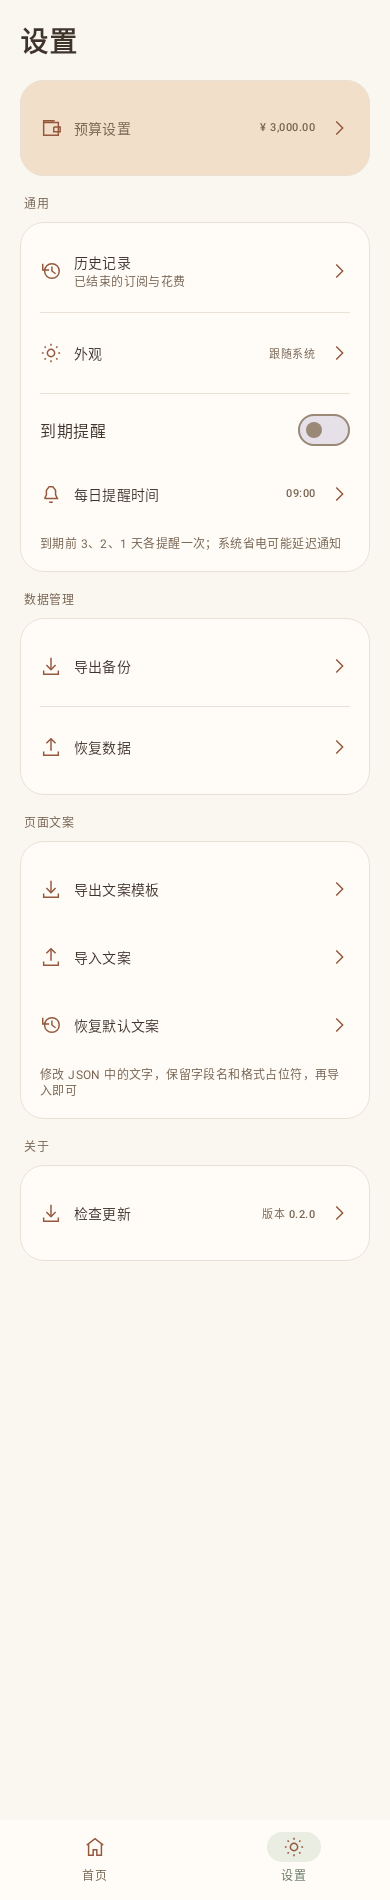 设置
预算设置 ¥ 3,000.00
通用
历史记录
已结束的订阅与花费
外观 跟随系统
到期提醒
每日提醒时间 09:00
到期前 3、2、1 天各提醒一次；系统省电可能延迟通知
数据管理
导出备份
恢复数据
页面文案
导出文案模板
导入文案
恢复默认文案
修改 JSON 中的文字，保留字段名和格式占位符，再导
入即可
关于
检查更新 版本 0.2.0
首页 设置